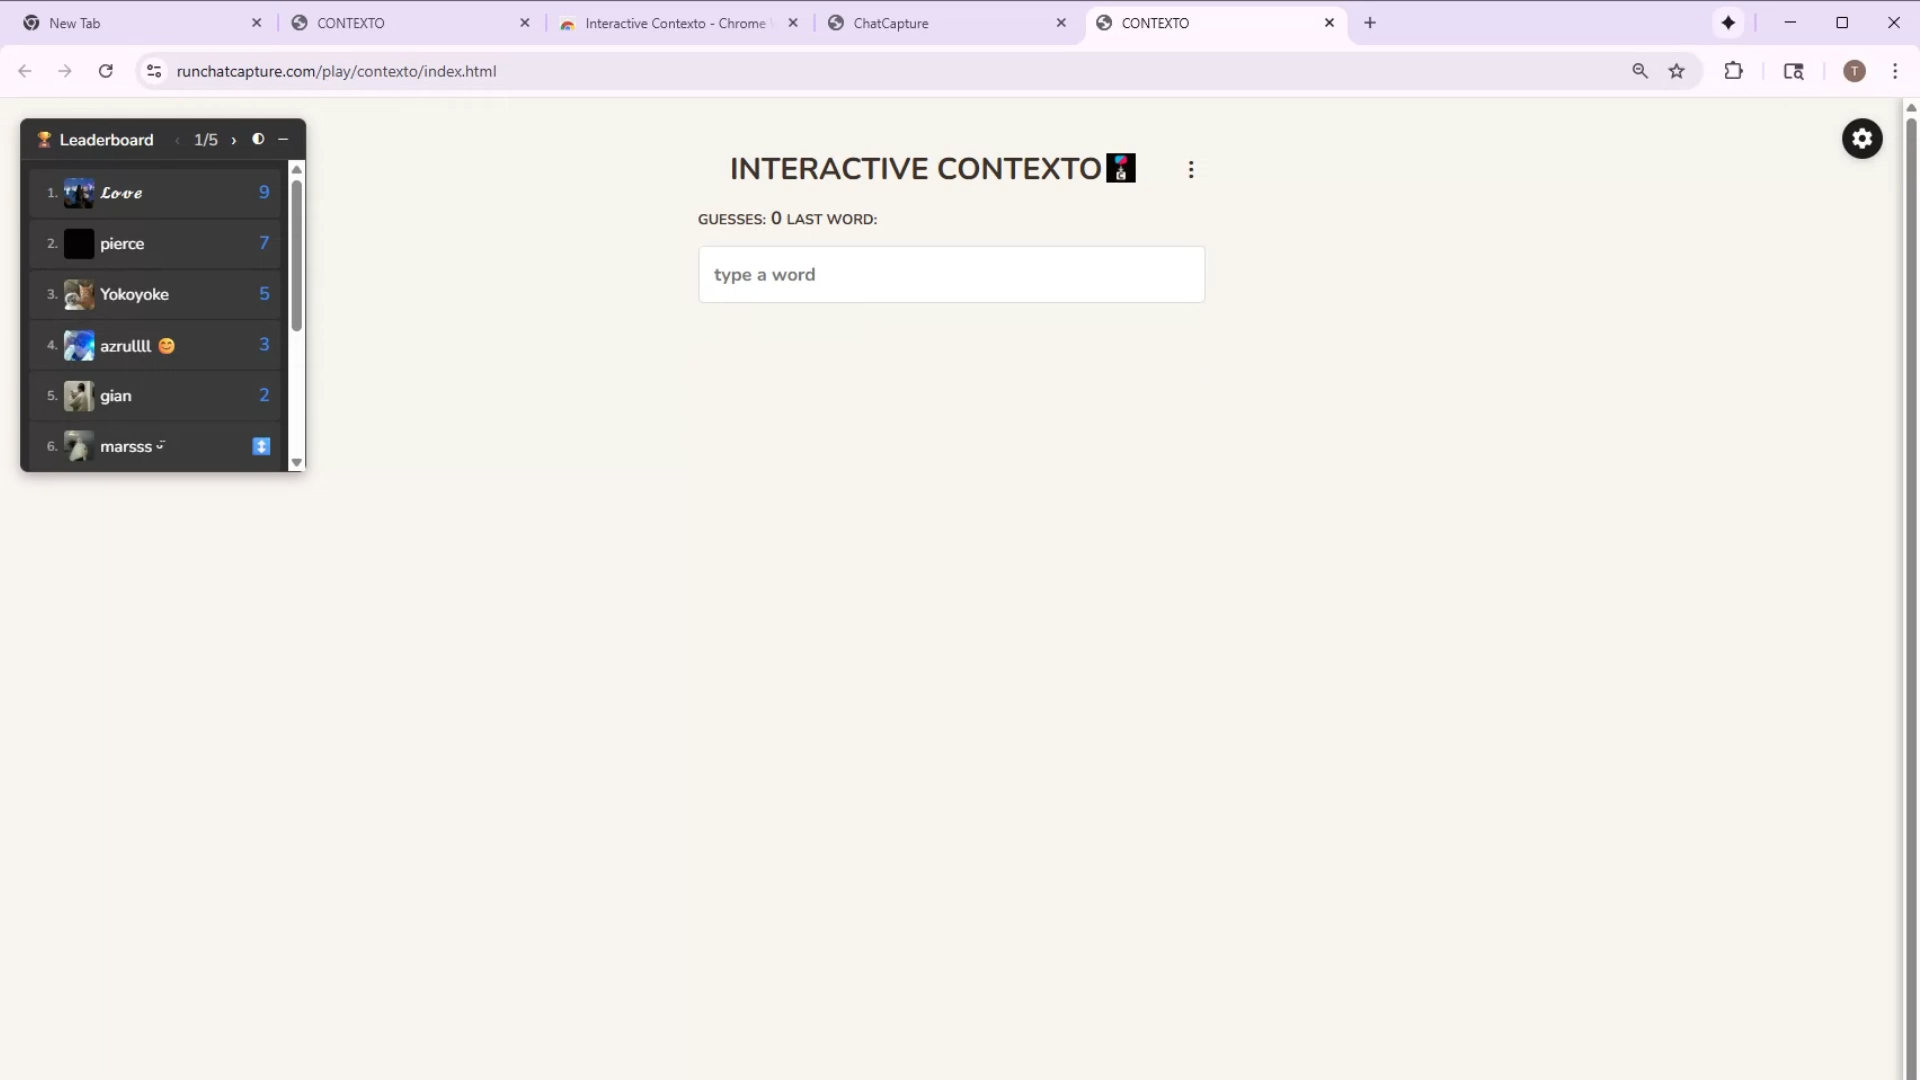 New Tab
CONTEXTO
Interactive Contexto - Chrome
ChatCapture
CONTEXTO
runchatcapture.com/play/contexto/index.html
T
🏆 Leaderboard ‹ 1/5 › −
1. 𝓛𝓸𝓿𝓮 9
2. pierce 7
3. Yokoyoke 5
4. azrullll 😊 3
5. gian 2
6. marsss ↕️
INTERACTIVE CONTEXTO
GUESSES: 0 LAST WORD:
type a word